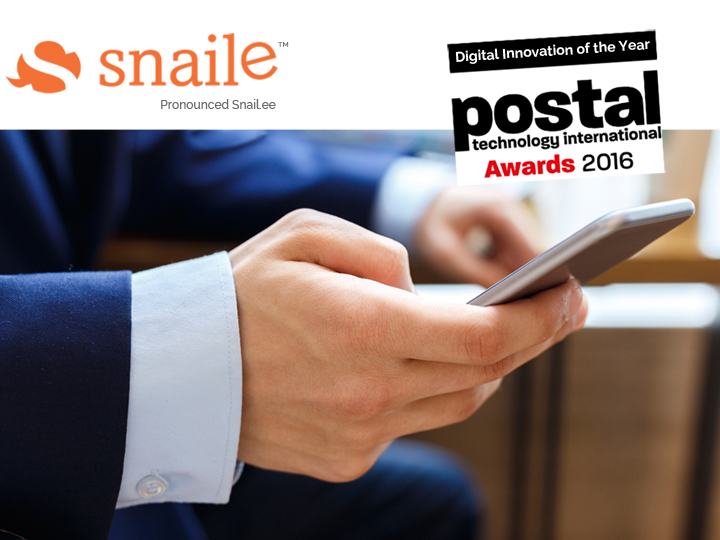 snaile™
Pronounced Snail.ee
Digital Innovation of the Year
postal
technology international
Awards 2016